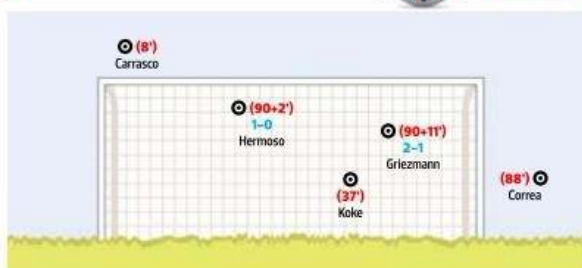 (8')
Carrasco
(90+2')
1-0
Hermoso
(90+11')
2-1
Griezmann
(37')
Koke
(88')
Correa